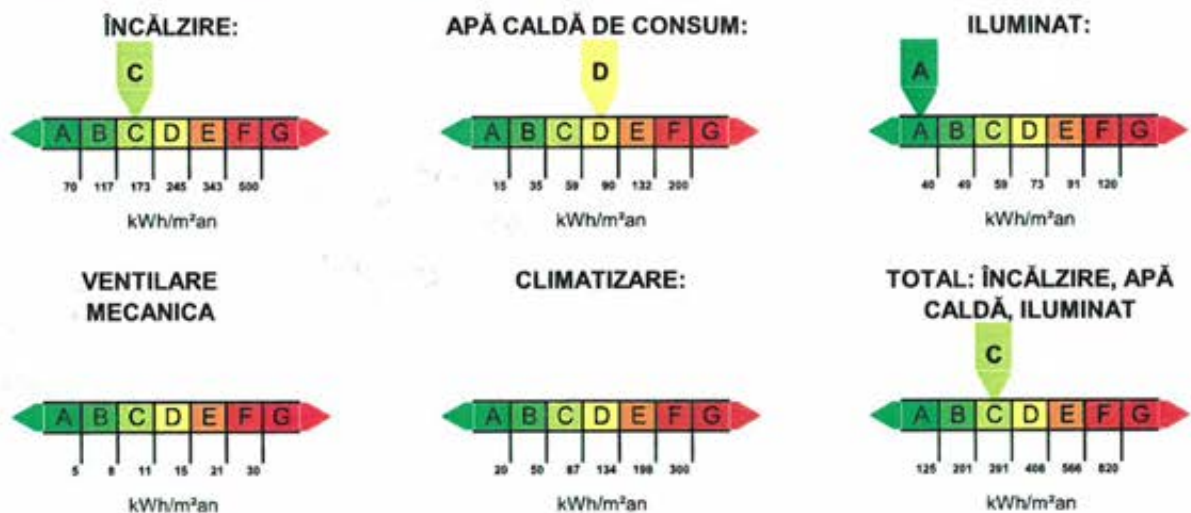 ÎNCĂLZIRE:
C
A B C D E F G
70 117 173 245 343 500
kWh/m²an
APĂ CALDĂ DE CONSUM:
D
A B C D E F G
15 35 59 90 132 200
kWh/m²an
ILUMINAT:
A
A B C D E F G
40 49 59 73 91 120
kWh/m²an
VENTILARE
MECANICA
A B C D E F G
5 8 11 15 21 30
kWh/m²an
CLIMATIZARE:
A B C D E F G
20 50 87 134 198 300
kWh/m²an
TOTAL: ÎNCĂLZIRE, APĂ
CALDĂ, ILUMINAT
C
A B C D E F G
125 201 291 408 566 820
kWh/m²an